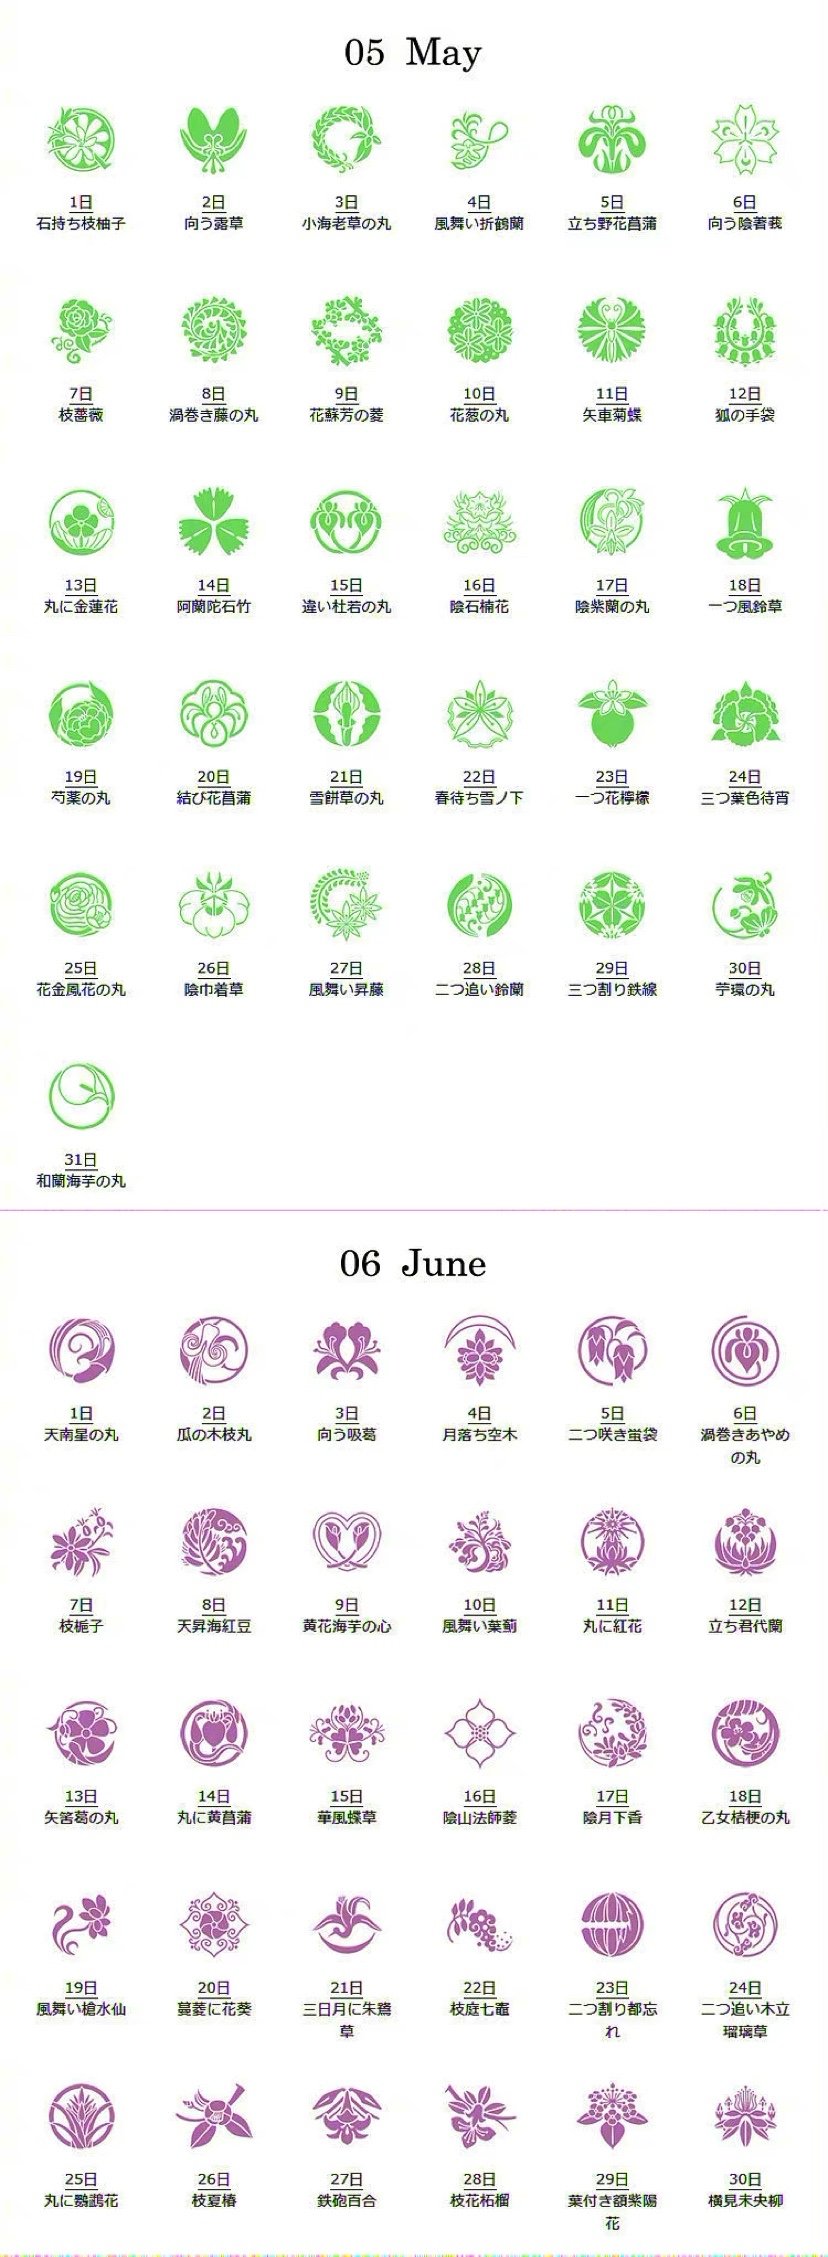 05 May
1日 2日 3日 4日 5日 6日
石持ち枝柚子 向う露草 小海老草の丸 風舞い折鶴蘭 立ち野花菖蒲 向う陰著莪
7日 8日 9日 10日 11日 12日
枝薔薇 渦巻き藤の丸 花蘇芳の菱 花葱の丸 矢車菊蝶 狐の手袋
13日 14日 15日 16日 17日 18日
丸に金蓮花 阿蘭陀石竹 違い杜若の丸 陰石楠花 陰紫蘭の丸 一つ風鈴草
19日 20日 21日 22日 23日 24日
芍薬の丸 結び花菖蒲 雪餅草の丸 春待ち雪ノ下 一つ花檸檬 三つ葉色待宵
25日 26日 27日 28日 29日 30日
花金鳳花の丸 陰巾着草 風舞い昇藤 二つ追い鈴蘭 三つ割り鉄線 苧環の丸
31日
和蘭海芋の丸
06 June
1日 2日 3日 4日 5日 6日
天南星の丸 瓜の木枝丸 向う吸葛 月落ち空木 二つ咲き蛍袋 渦巻きあやめ
の丸
7日 8日 9日 10日 11日 12日
枝梔子 天昇海紅豆 黄花海芋の心 風舞い葉薊 丸に紅花 立ち君代蘭
13日 14日 15日 16日 17日 18日
矢筈葛の丸 丸に黄菖蒲 華風蝶草 陰山法師菱 陰月下香 乙女桔梗の丸
19日 20日 21日 22日 23日 24日
風舞い槍水仙 蔓菱に花葵 三日月に朱鷺 枝庭七竈 二つ割り都忘 二つ追い木立
草 れ 瑠璃草
25日 26日 27日 28日 29日 30日
丸に鸚鵡花 枝夏椿 鉄砲百合 枝花柘榴 葉付き額紫陽 横見未央柳
花